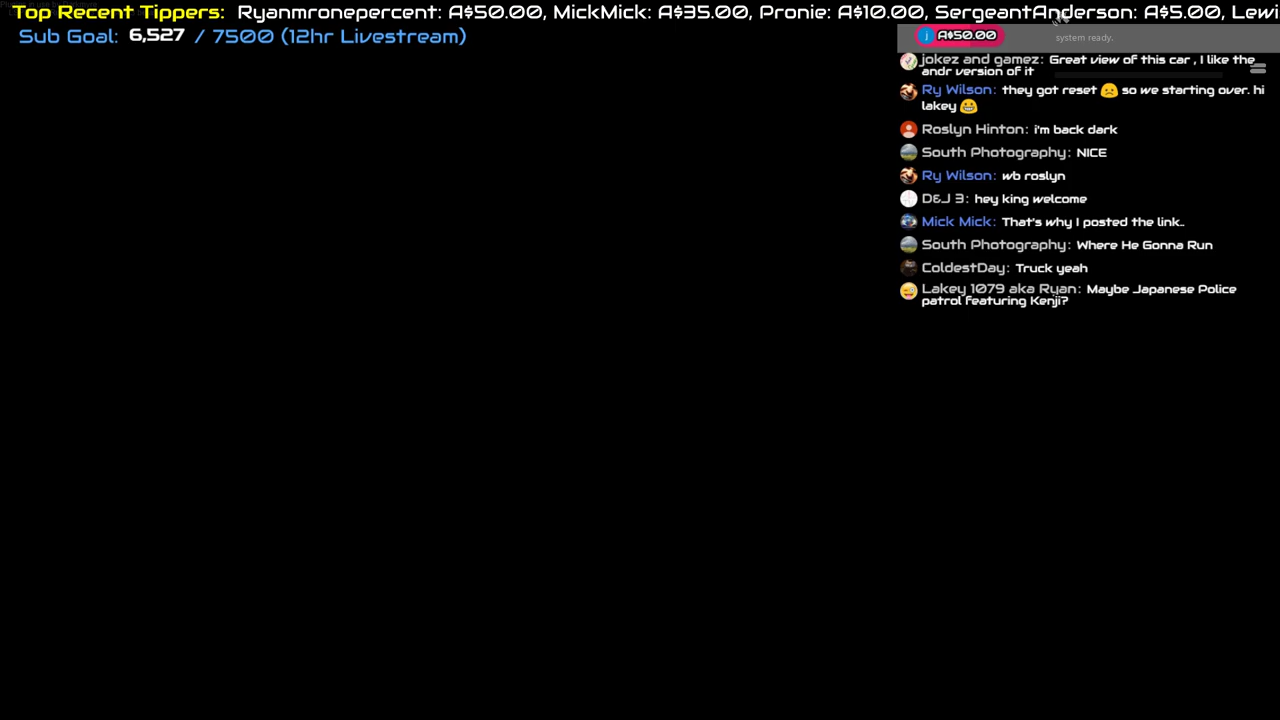 Top Recent Tippers: Ryanmronepercent: A$50.00, MickMick: A$35.00, Pronie: A$10.00, SergeantAnderson: A$5.00, Lewi
Sub Goal: 6,527 / 7500 (12hr Livestream)
A$50.00
system ready.
jokez and gamez: Great view of this car , I like the
andr version of it
Ry Wilson: they got reset ☹️ so we starting over. hi
lakey 😁
Roslyn Hinton: i'm back dark
South Photography: NICE
Ry Wilson: wb roslyn
D&J 3: hey king welcome
Mick Mick: That's why I posted the link..
South Photography: Where He Gonna Run
ColdestDay: Truck yeah
Lakey 1079 aka Ryan: Maybe Japanese Police
patrol featuring Kenji?